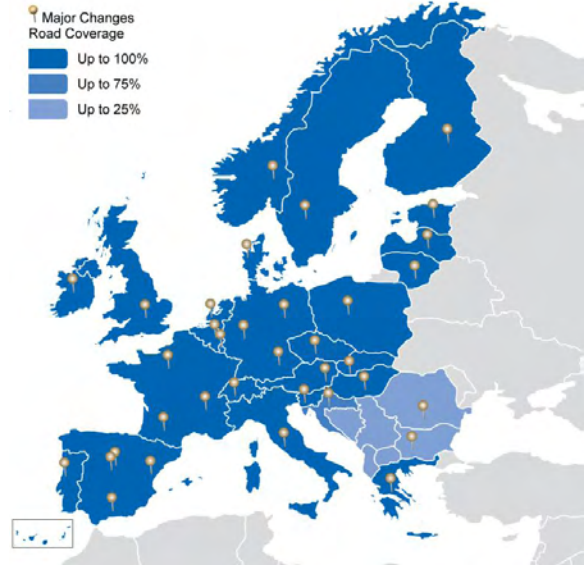 Major Changes
Road Coverage
Up to 100%
Up to 75%
Up to 25%